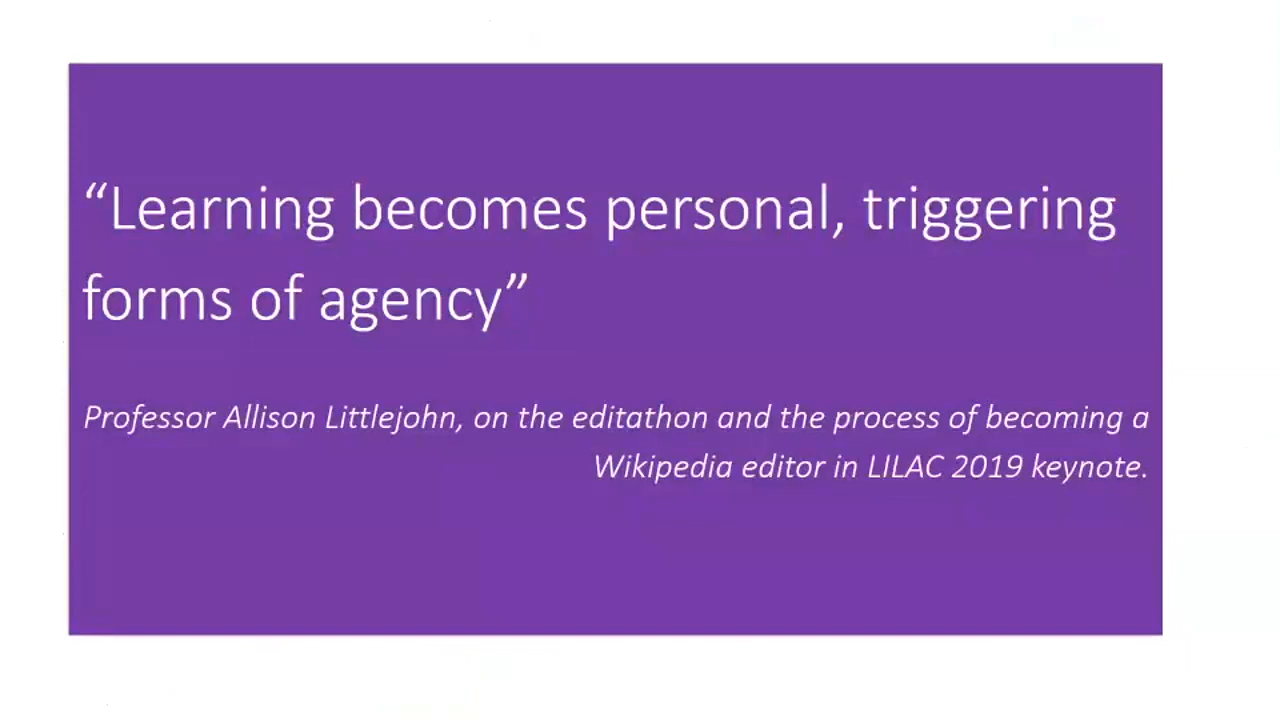 “Learning becomes personal, triggering
forms of agency”
Professor Allison Littlejohn, on the editathon and the process of becoming a
Wikipedia editor in LILAC 2019 keynote.